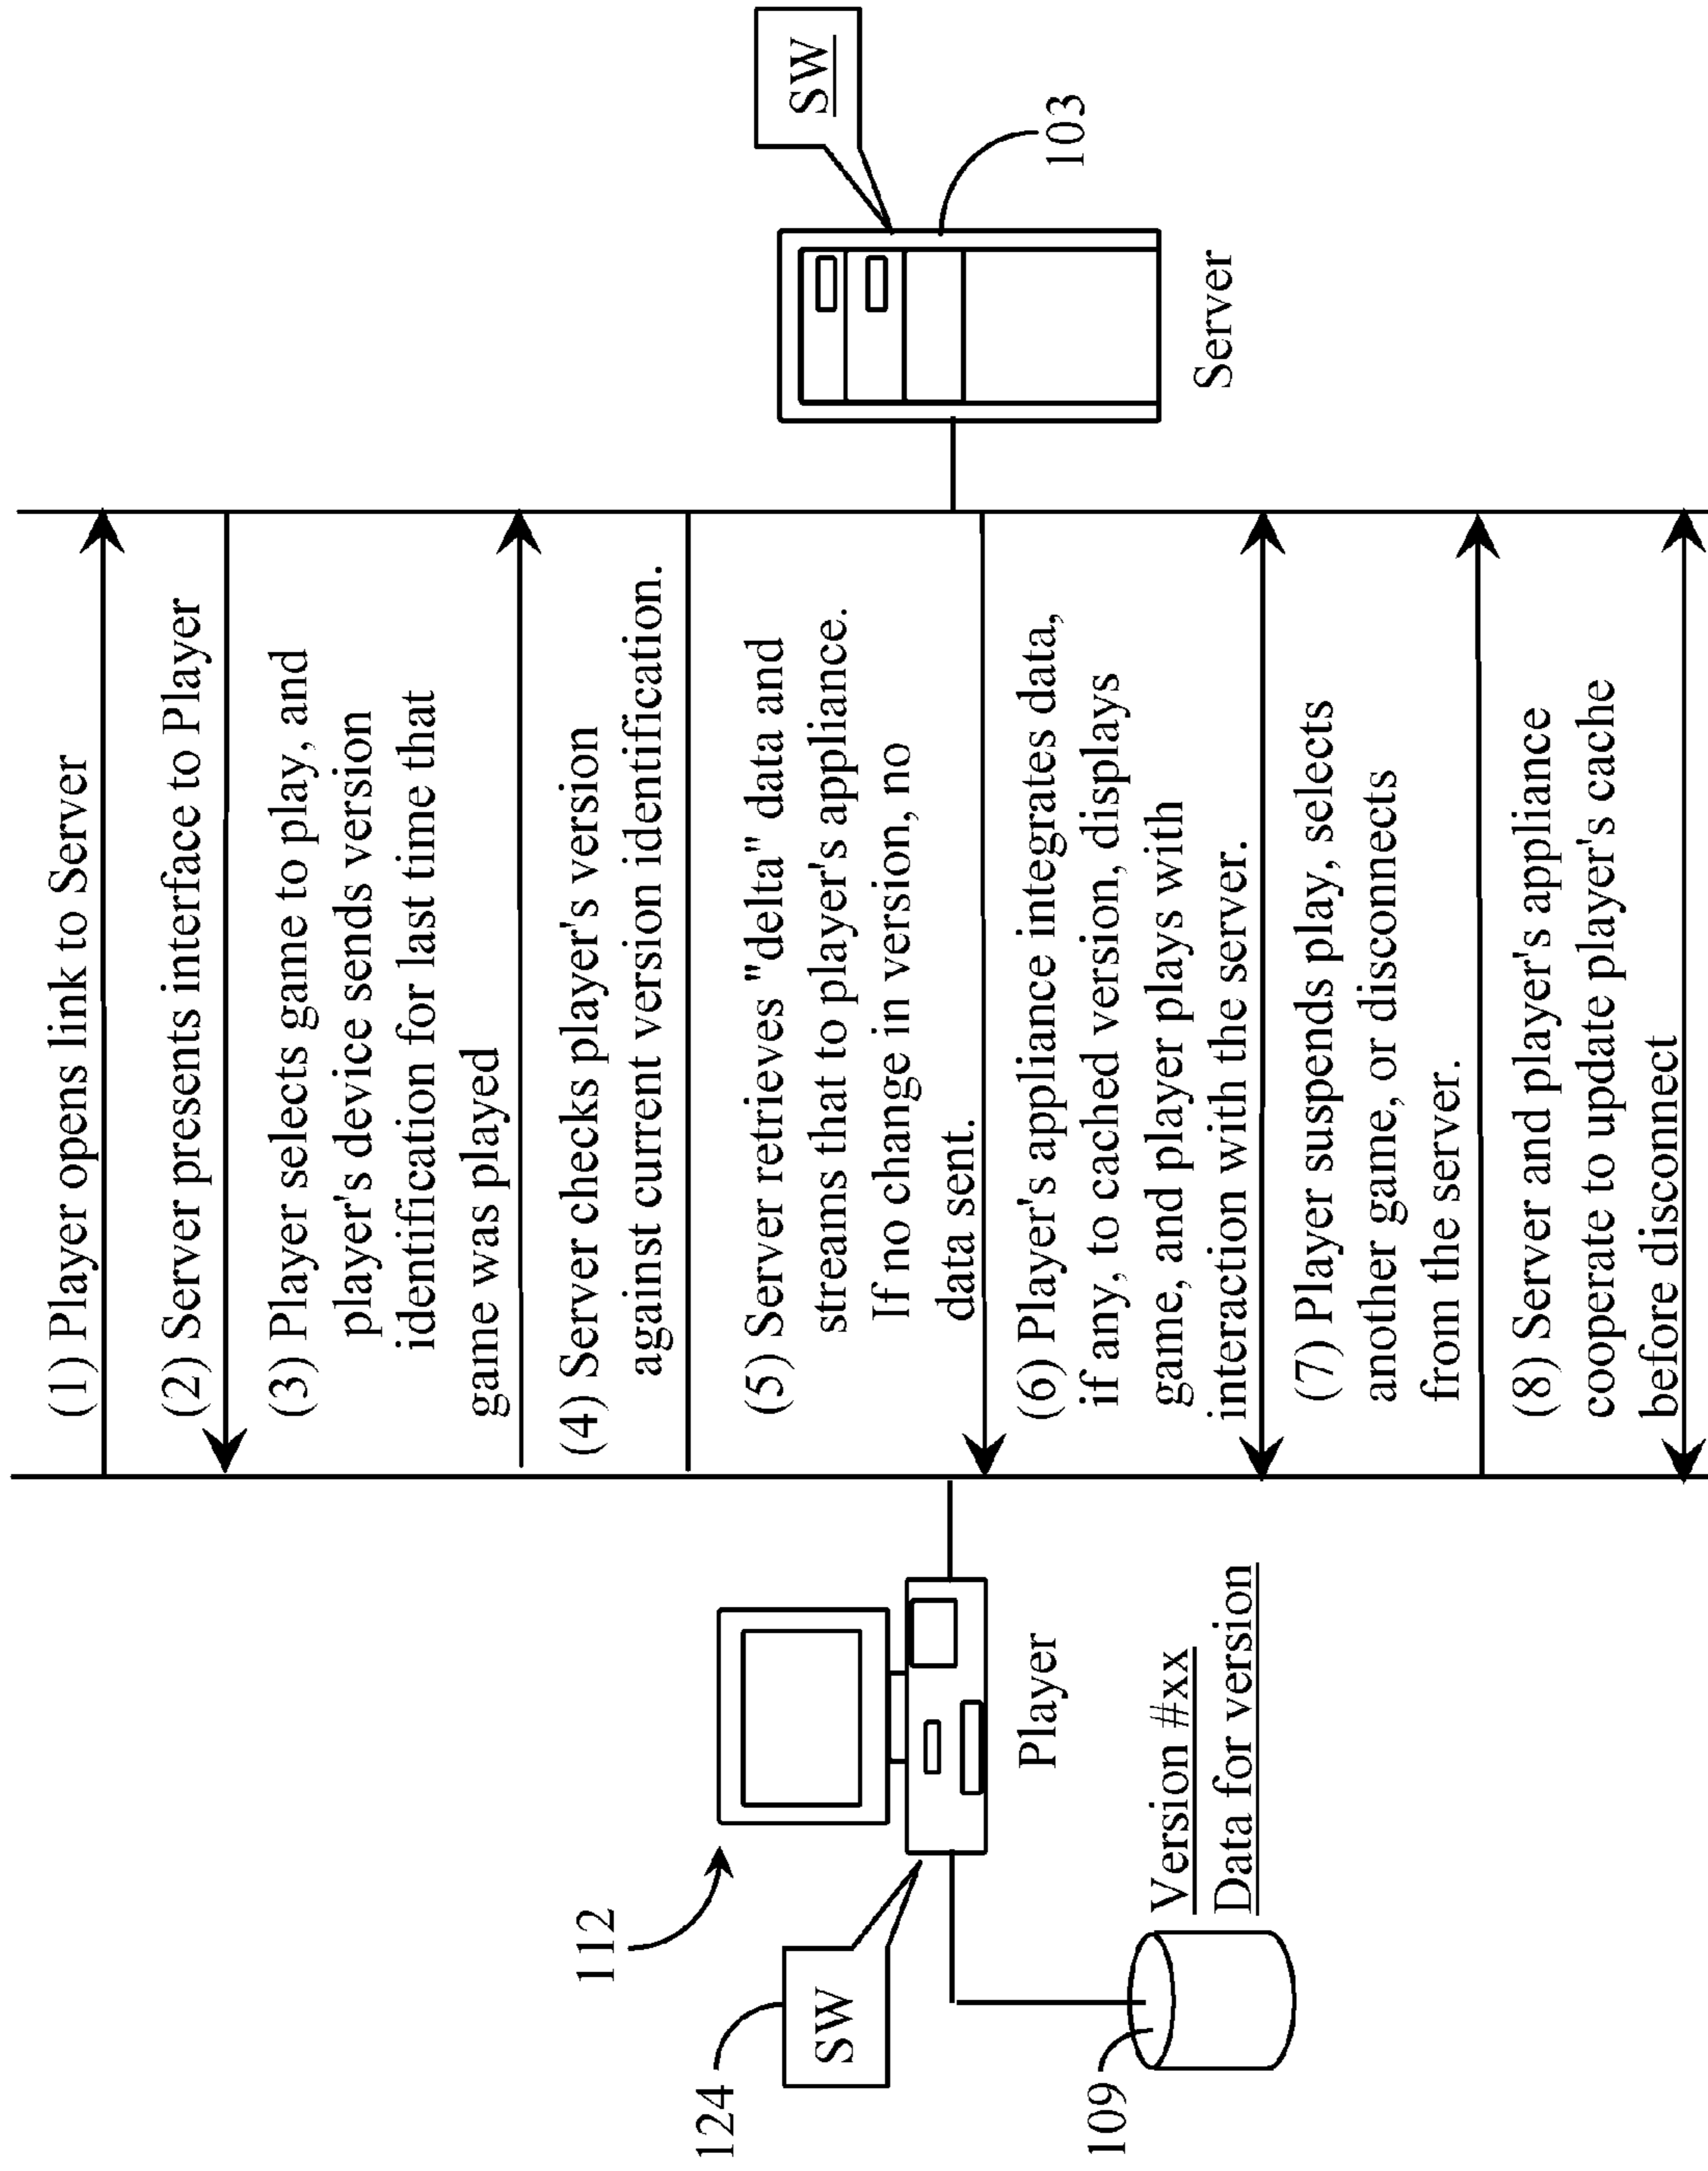 (1) Player opens link to Server
(2) Server presents interface to Player
(3) Player selects game to play, and
player's device sends version
identification for last time that
game was played
(4) Server checks player's version
against current version identification.
(5) Server retrieves "delta" data and
streams that to player's appliance.
If no change in version, no
data sent.
(6) Player's appliance integrates data,
if any, to cached version, displays
game, and player plays with
interaction with the server.
(7) Player suspends play, selects
another game, or disconnects
from the server.
(8) Server and player's appliance
cooperate to update player's cache
before disconnect
112
124
SW
Player
109
Version #xx
Data for version
SW
103
Server